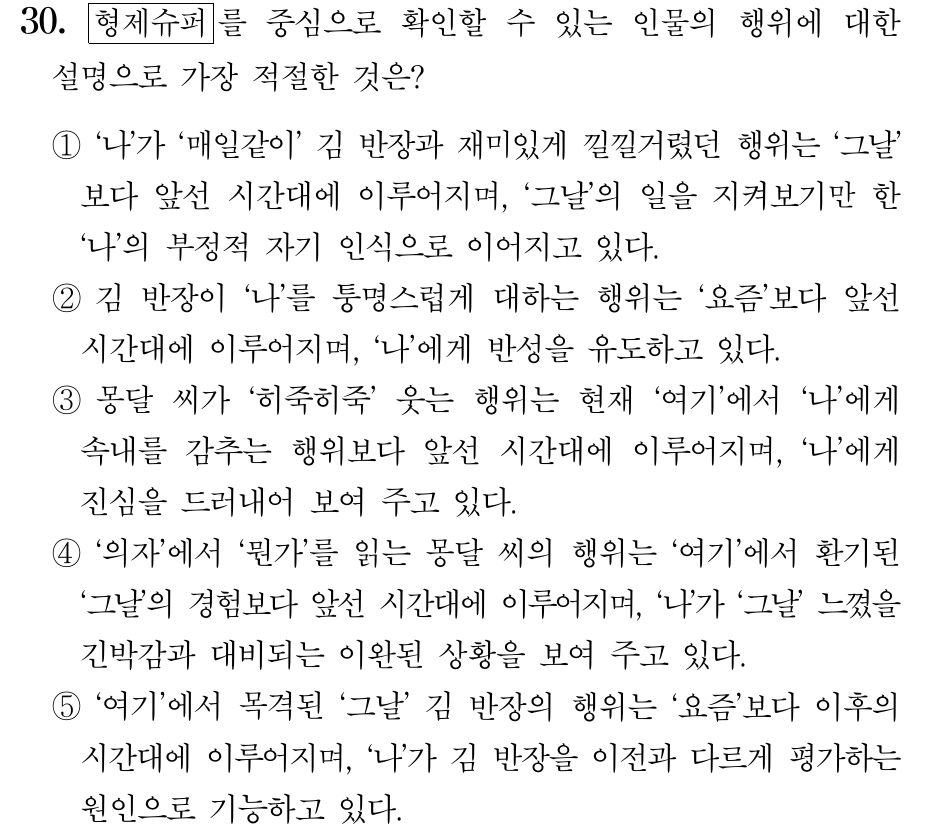 30. 형제슈퍼 를 중심으로 확인할 수 있는 인물의 행위에 대한
설명으로 가장 적절한 것은?
① ‘나’가 ‘매일같이’ 김 반장과 재미있게 낄낄거렸던 행위는 ‘그날’
보다 앞선 시간대에 이루어지며, ‘그날’의 일을 지켜보기만 한
‘나’의 부정적 자기 인식으로 이어지고 있다.
② 김 반장이 ‘나’를 퉁명스럽게 대하는 행위는 ‘요즘’보다 앞선
시간대에 이루어지며, ‘나’에게 반성을 유도하고 있다.
③ 몽달 씨가 ‘히죽히죽’ 웃는 행위는 현재 ‘여기’에서 ‘나’에게
속내를 감추는 행위보다 앞선 시간대에 이루어지며, ‘나’에게
진심을 드러내어 보여 주고 있다.
④ ‘의자’에서 ‘뭔가’를 읽는 몽달 씨의 행위는 ‘여기’에서 환기된
‘그날’의 경험보다 앞선 시간대에 이루어지며, ‘나’가 ‘그날’ 느꼈을
긴박감과 대비되는 이완된 상황을 보여 주고 있다.
⑤ ‘여기’에서 목격된 ‘그날’ 김 반장의 행위는 ‘요즘’보다 이후의
시간대에 이루어지며, ‘나’가 김 반장을 이전과 다르게 평가하는
원인으로 기능하고 있다.